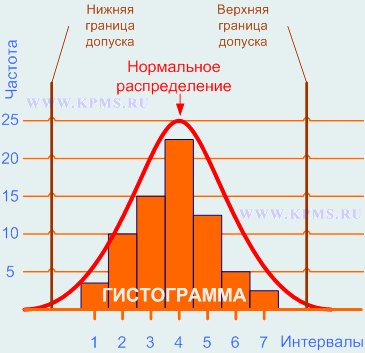 Нижняя
граница
допуска
Верхняя
граница
допуска
Нормальное
распределение
Частота
WWW.KPMS.RU
25
20
WWW.KPMS.RU
15
10
5
ГИСТОГРАММА
1 2 3 4 5 6 7 Интервалы